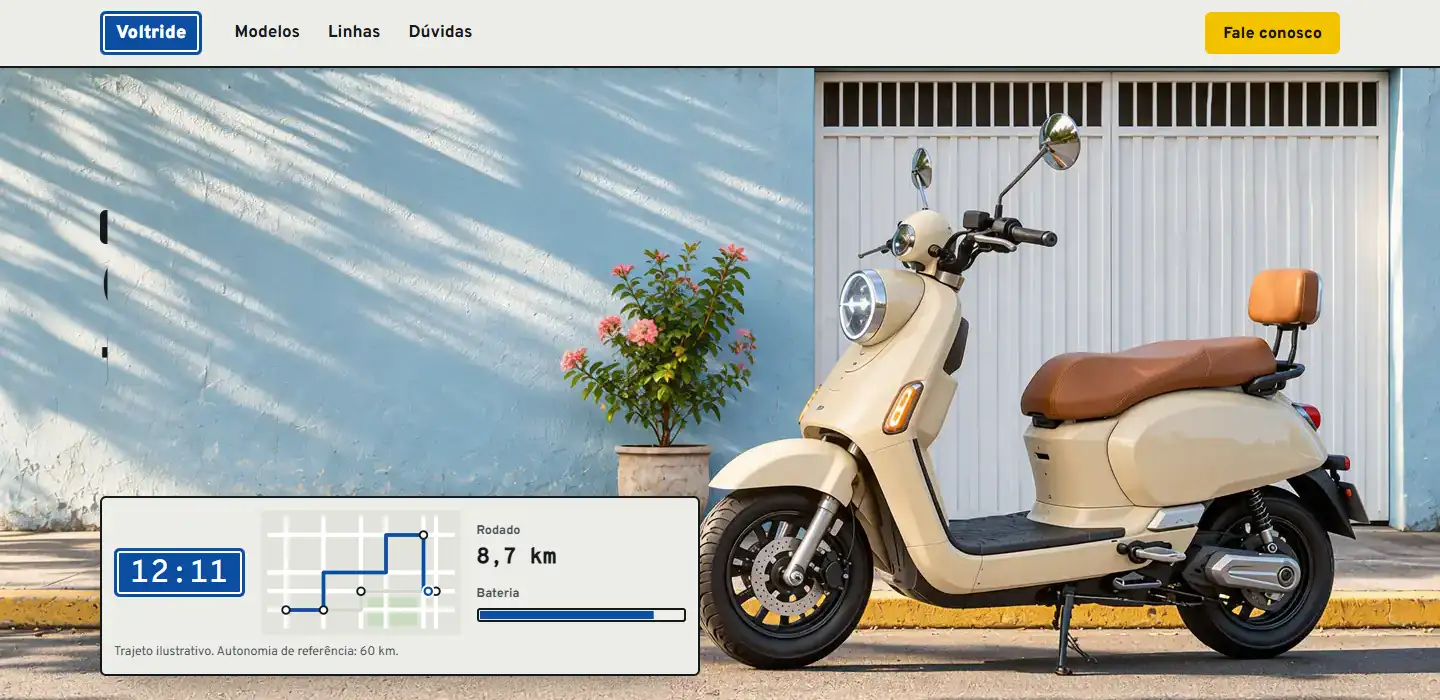 Voltride
Modelos
Linhas
Dúvidas
Fale conosco
12:11
Rodado
8,7 km
Bateria
Trajeto ilustrativo. Autonomia de referência: 60 km.